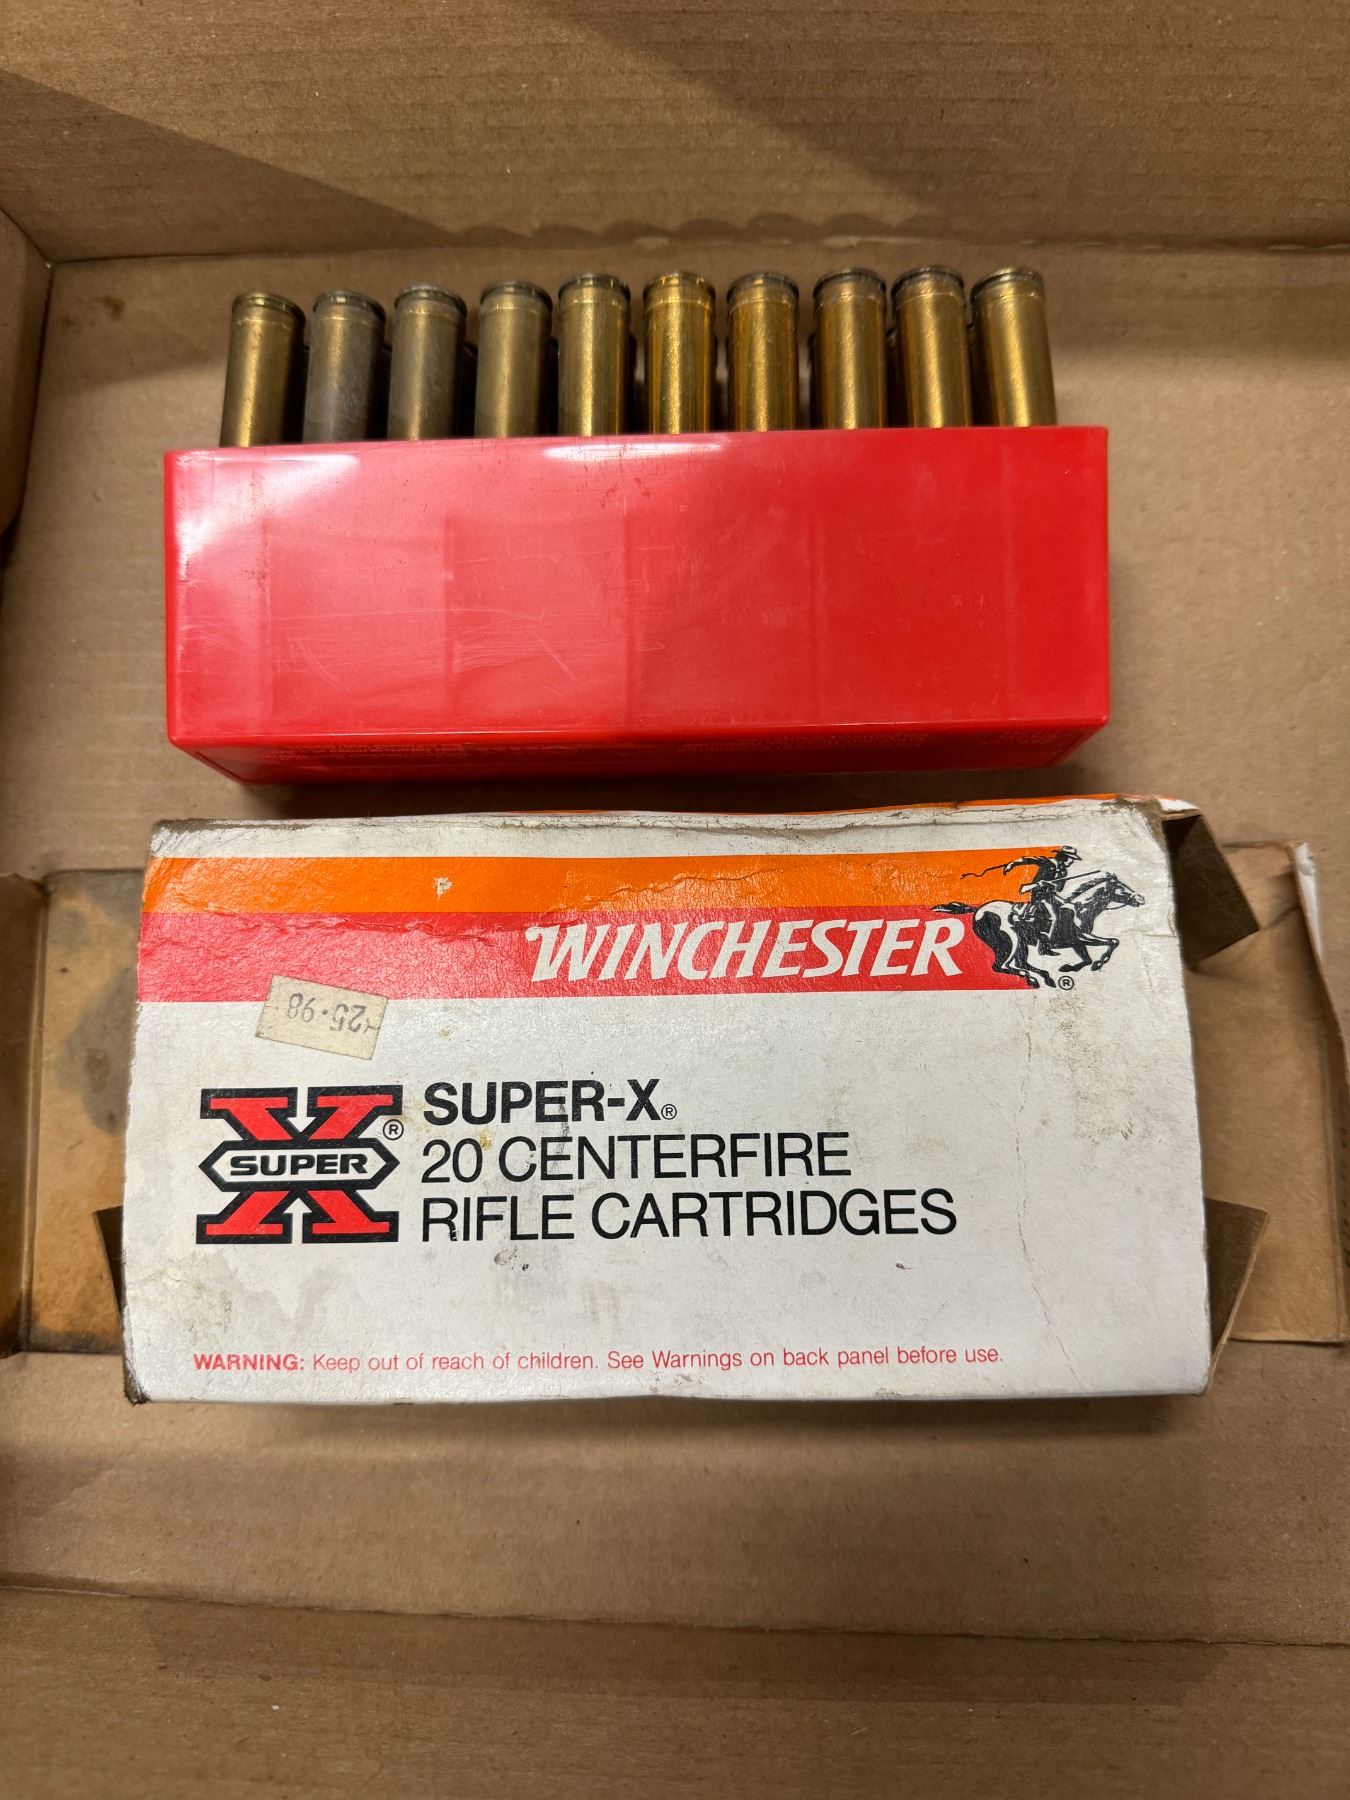 WINCHESTER
®
25.98
X ®
SUPER
SUPER-X®
20 CENTERFIRE
RIFLE CARTRIDGES
WARNING: Keep out of reach of children. See Warnings on back panel before use.